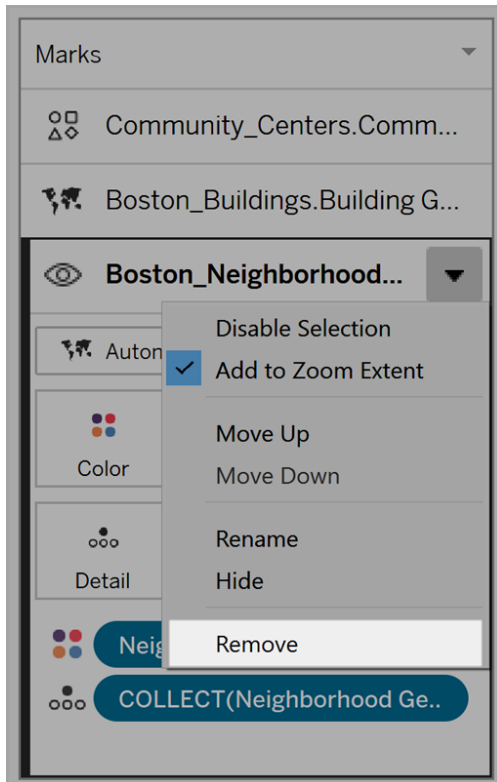 Marks
Community_Centers.Comm...
Boston_Buildings.Building G...
Boston_Neighborhood...
Disable Selection
Auton
Add to Zoom Extent
Move Up
Color
Move Down
Rename
Detail
Hide
Neig
Remove
COLLECT(Neighborhood Ge..